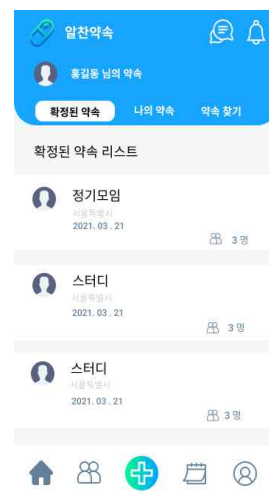 알찬약속
홍길동 님의 약속
확정된 약속 나의 약속 약속 찾기
확정된 약속 리스트
정기모임
서울특별시
2021. 03 . 21
3 명
스터디
서울특별시
2021. 03 . 21
3 명
스터디
서울특별시
2021. 03 . 21
3 명